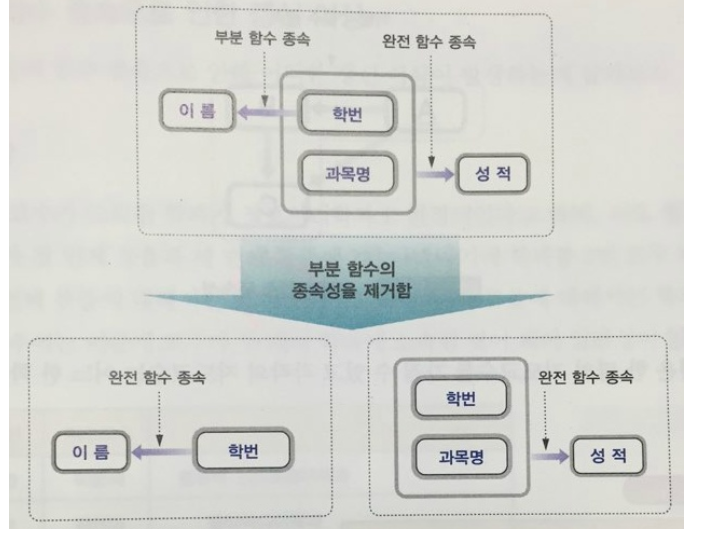 부분 함수 종속
완전 함수 종속
이 름
학번
과목명
성 적
부분 함수의
종속성을 제거함
완전 함수 종속
이 름
학번
완전 함수 종속
학번
과목명
성 적